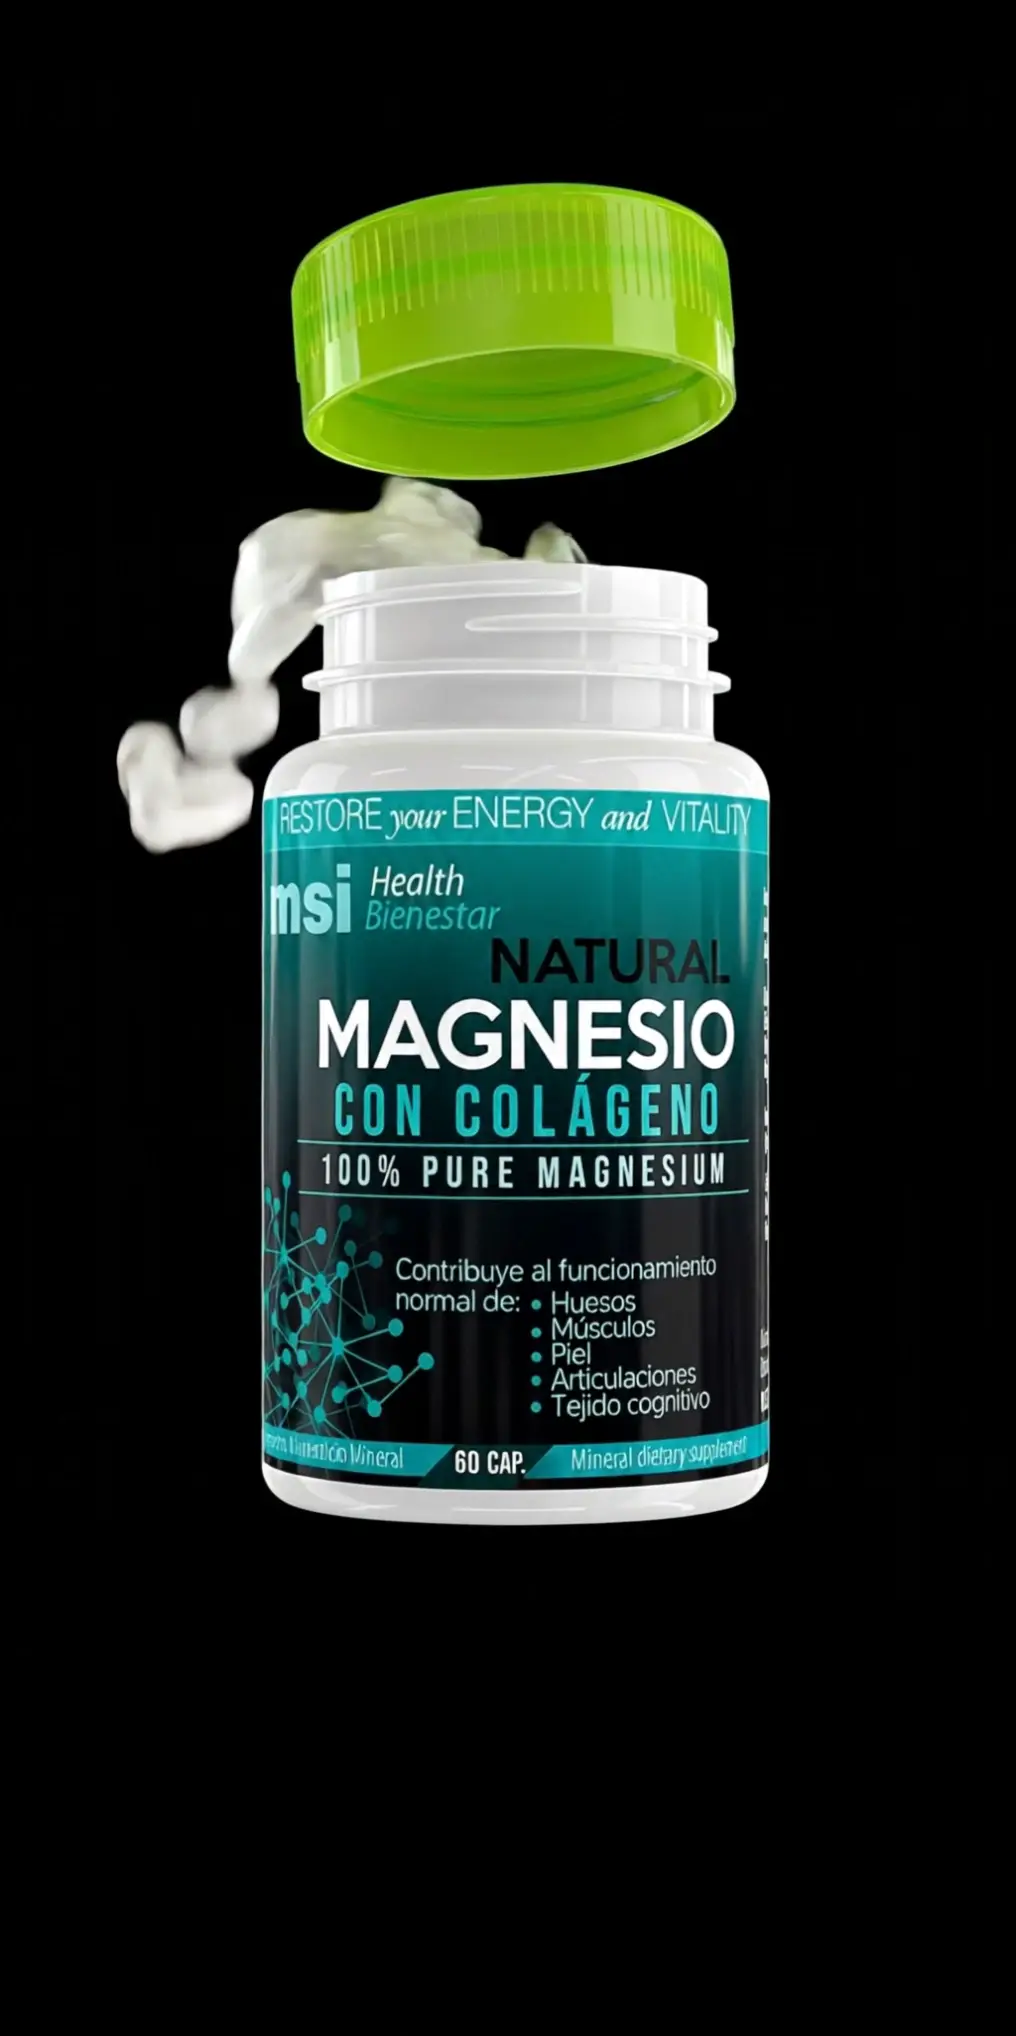 RESTORE your ENERGY and VITALITY
msi Health
Bienestar
NATURAL
MAGNESIO
CON COLÁGENO
100% PURE MAGNESIUM
Contribuye al funcionamiento
normal de: • Huesos
• Músculos
• Piel
• Articulaciones
• Tejido cognitivo
Mineral 60 CAP. Mineral dietary supplement